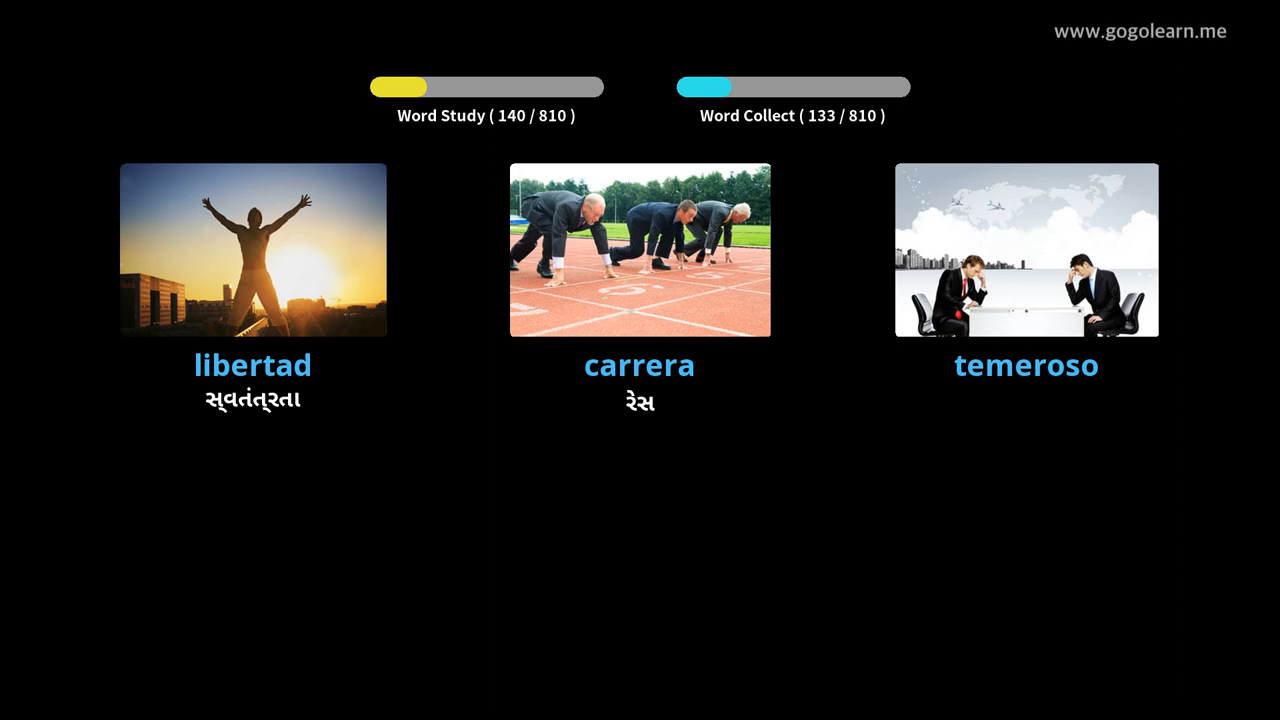 www.gogolearn.me
Word Study ( 140 / 810 )
Word Collect ( 133 / 810 )
libertad
સ્વતંત્રતા
carrera
રેસ
temeroso